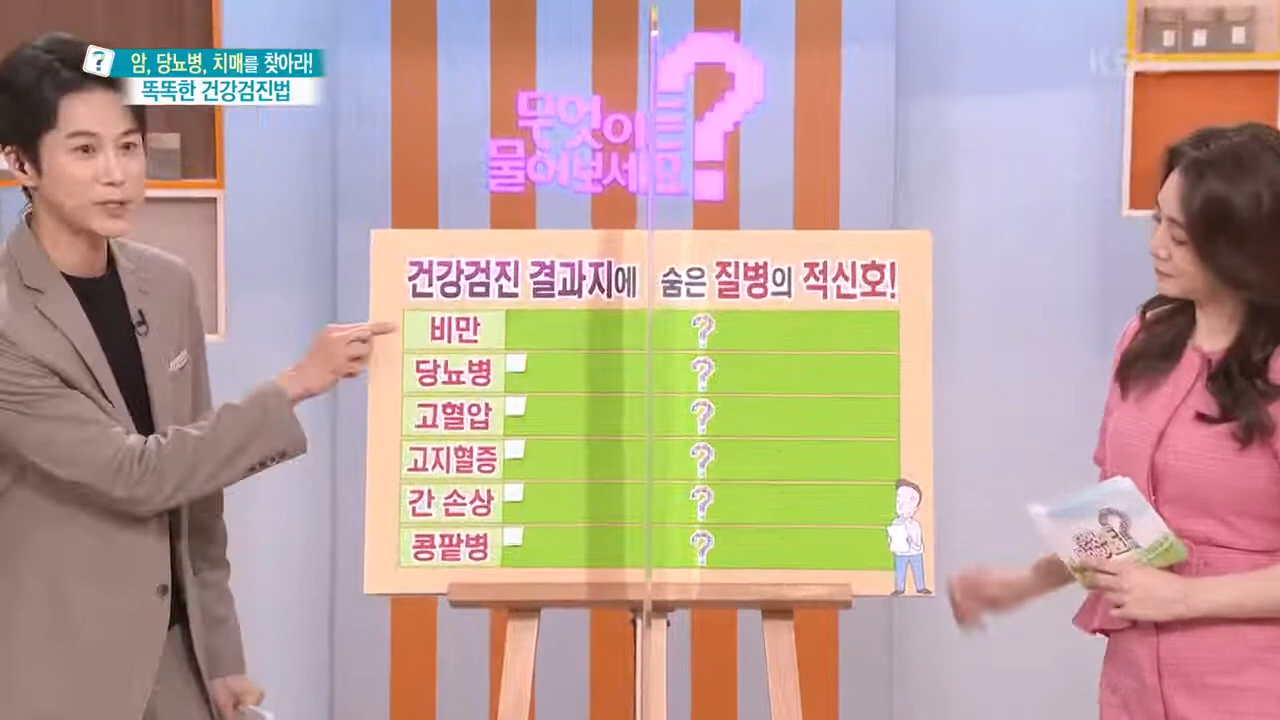 암, 당뇨병, 치매를 찾아라!
똑똑한 건강검진법
무엇이든
물어보세요
?
건강검진 결과지에 숨은 질병의 적신호!
비만 ?
당뇨병 ?
고혈압 ?
고지혈증 ?
간 손상 ?
콩팥병 ?